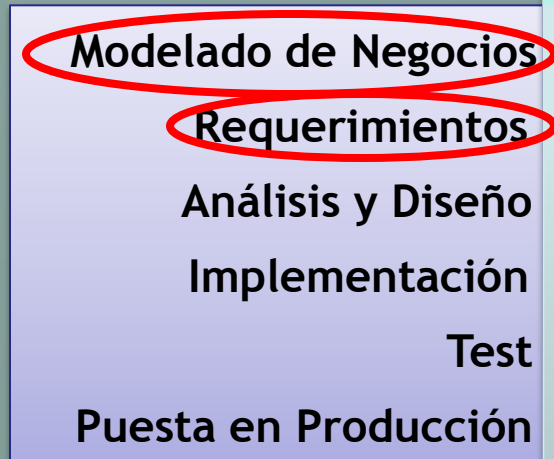 Modelado de Negocios
Requerimientos
Análisis y Diseño
Implementación
Test
Puesta en Producción